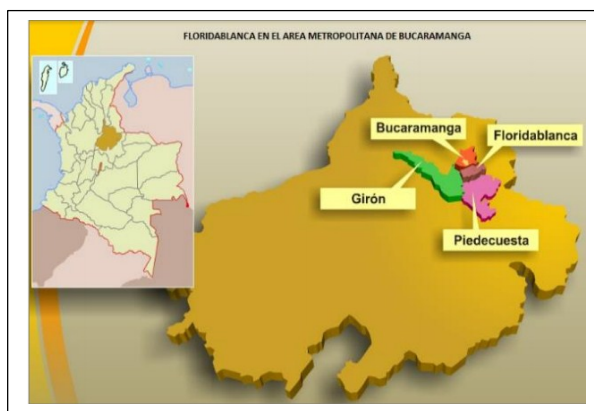 FLORIDABLANCA EN EL AREA METROPOLITANA DE BUCARAMANGA
Bucaramanga
Floridablanca
Girón
Piedecuesta